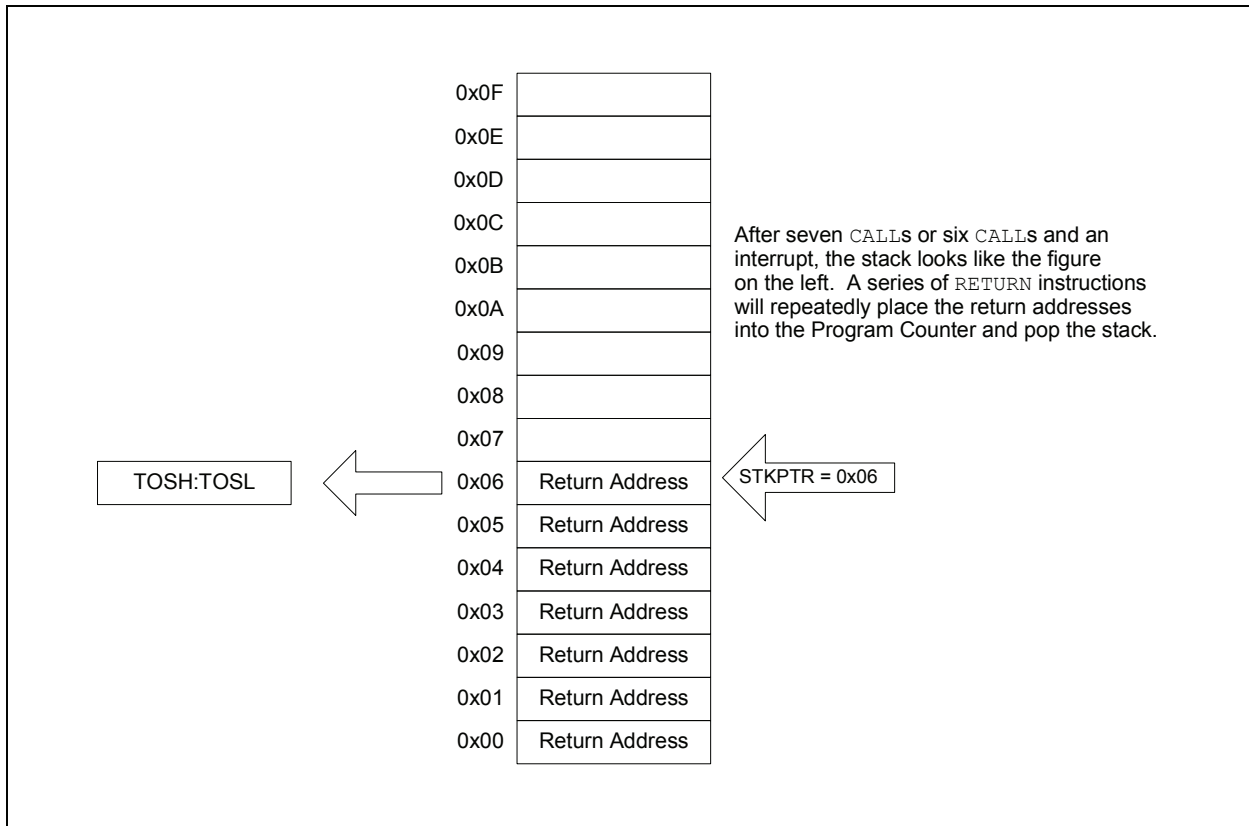 0x0F
0x0E
0x0D
0x0C
0x0B
0x0A
0x09
0x08
0x07
After seven CALLs or six CALLs and an
interrupt, the stack looks like the figure
on the left. A series of RETURN instructions
will repeatedly place the return addresses
into the Program Counter and pop the stack.
TOSH:TOSL
0x06 Return Address
STKPTR = 0x06
0x05 Return Address
0x04 Return Address
0x03 Return Address
0x02 Return Address
0x01 Return Address
0x00 Return Address